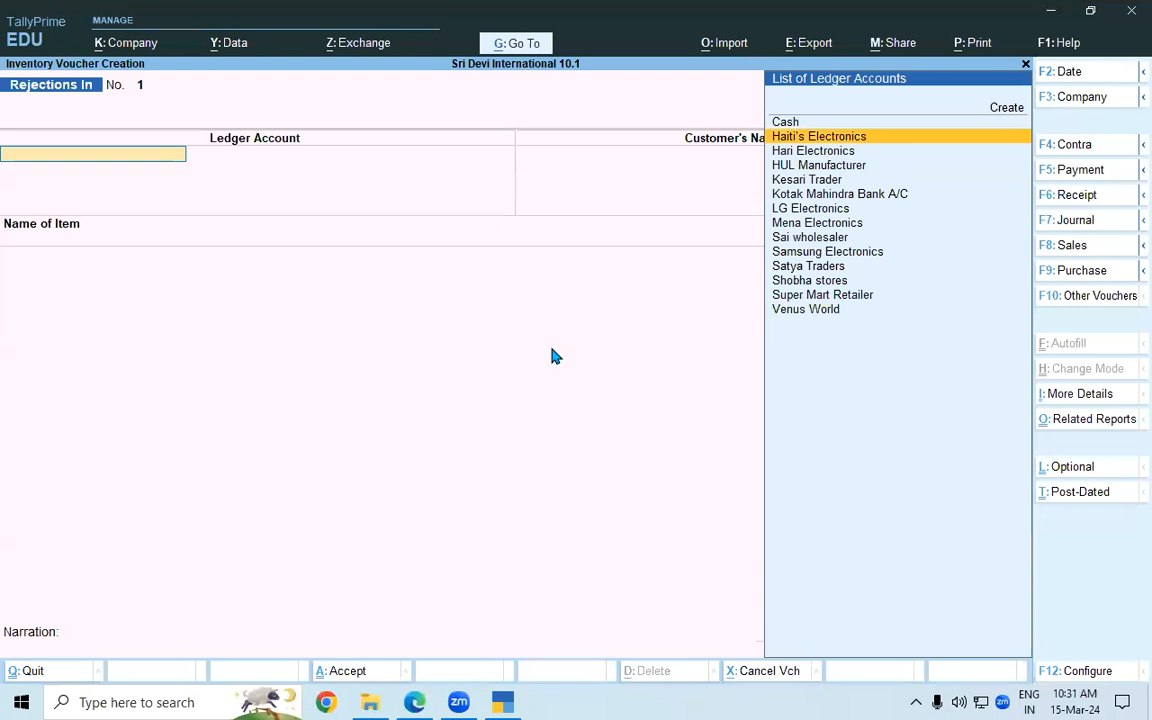 TallyPrime
EDU
MANAGE
K: Company
Y: Data
Z: Exchange
G: Go To
O: Import
E: Export
M: Share
P: Print
F1: Help
Inventory Voucher Creation
Sri Devi International 10.1
Rejections In
No. 1
Ledger Account
Customer's Na
Name of Item
Narration:
List of Ledger Accounts
Create
Cash
Haiti's Electronics
Hari Electronics
HUL Manufacturer
Kesari Trader
Kotak Mahindra Bank A/C
LG Electronics
Mena Electronics
Sai wholesaler
Samsung Electronics
Satya Traders
Shobha stores
Super Mart Retailer
Venus World
F2: Date
F3: Company
F4: Contra
F5: Payment
F6: Receipt
F7: Journal
F8: Sales
F9: Purchase
F10: Other Vouchers
F: Autofill
H: Change Mode
I: More Details
O: Related Reports
L: Optional
T: Post-Dated
Q: Quit
A: Accept
D: Delete
X: Cancel Vch
F12: Configure
Type here to search
zm
zm
ENG
IN
10:31 AM
15-Mar-24